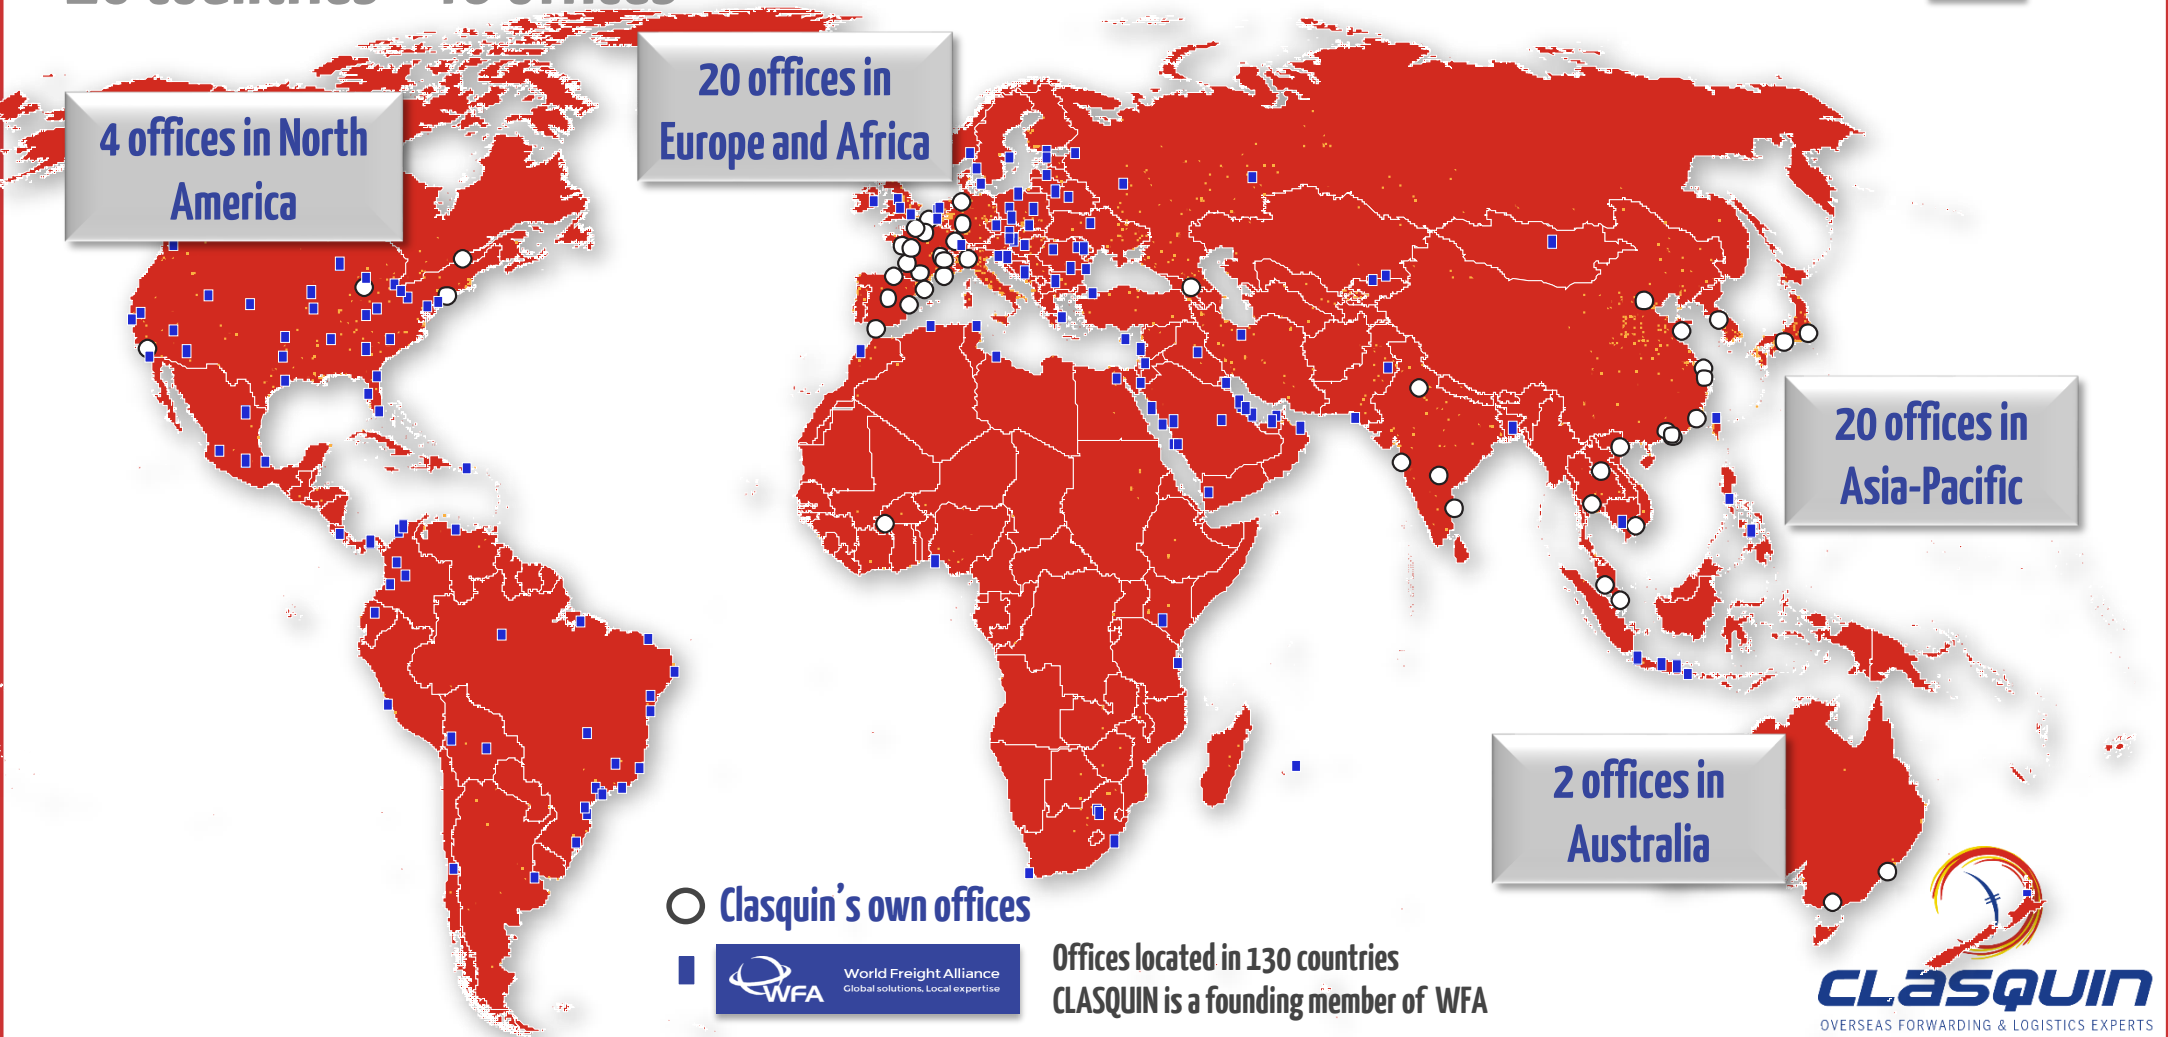 20 offices in
Europe and Africa
4 offices in North
America
20 offices in
Asia-Pacific
2 offices in
Australia
Clasquin's own offices
WFA
World Freight Alliance
Global solutions. Local expertise
Offices located in 130 countries
CLASQUIN is a founding member of WFA
CLASQUIN
OVERSEAS FORWARDING & LOGISTICS EXPERTS